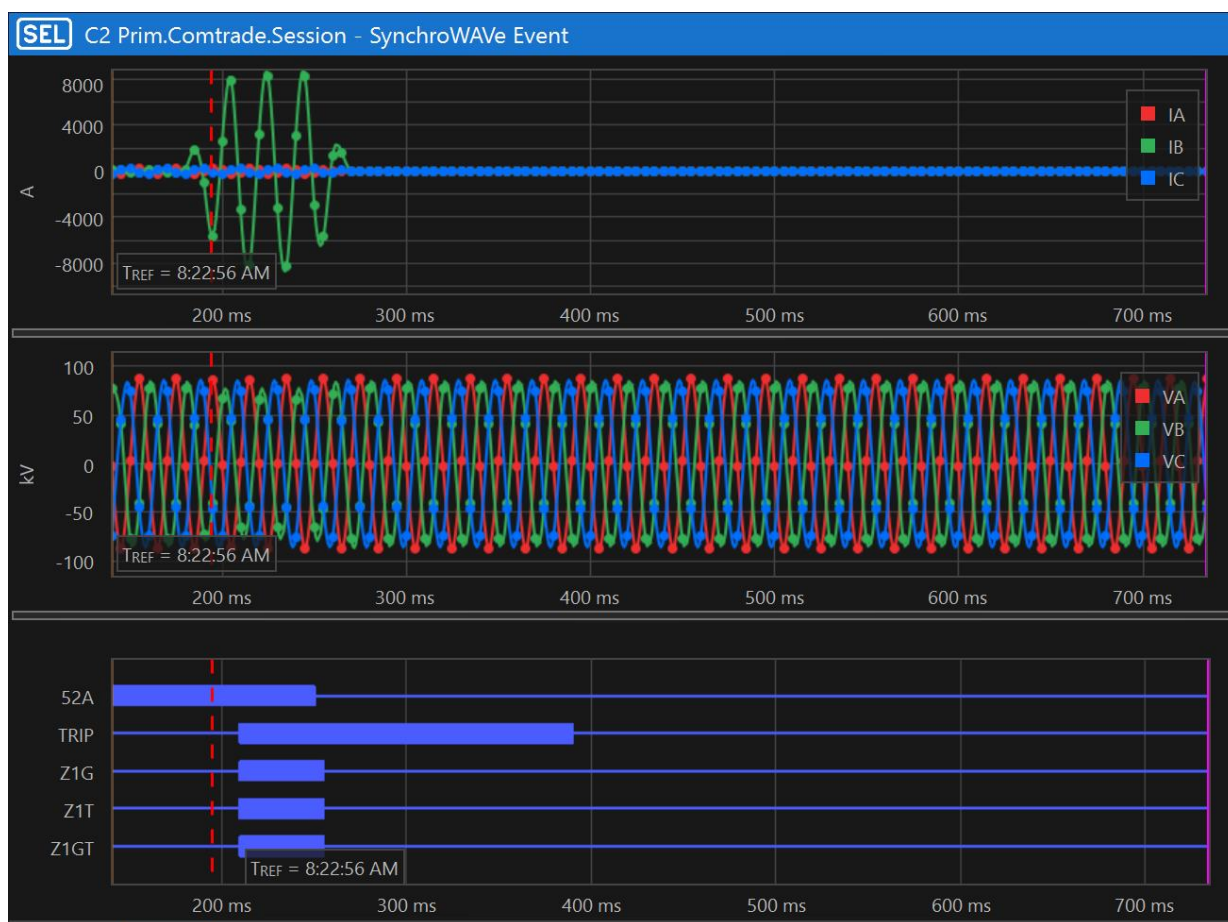 SEL C2 Prim.Comtrade.Session - SynchroWAVe Event
8000
4000
0
-4000
-8000
A
IA
IB
IC
TREF = 8:22:56 AM
200 ms 300 ms 400 ms 500 ms 600 ms 700 ms
100
50
0
-50
-100
kV
VA
VB
VC
TREF = 8:22:56 AM
200 ms 300 ms 400 ms 500 ms 600 ms 700 ms
52A
TRIP
Z1G
Z1T
Z1GT
TREF = 8:22:56 AM
200 ms 300 ms 400 ms 500 ms 600 ms 700 ms